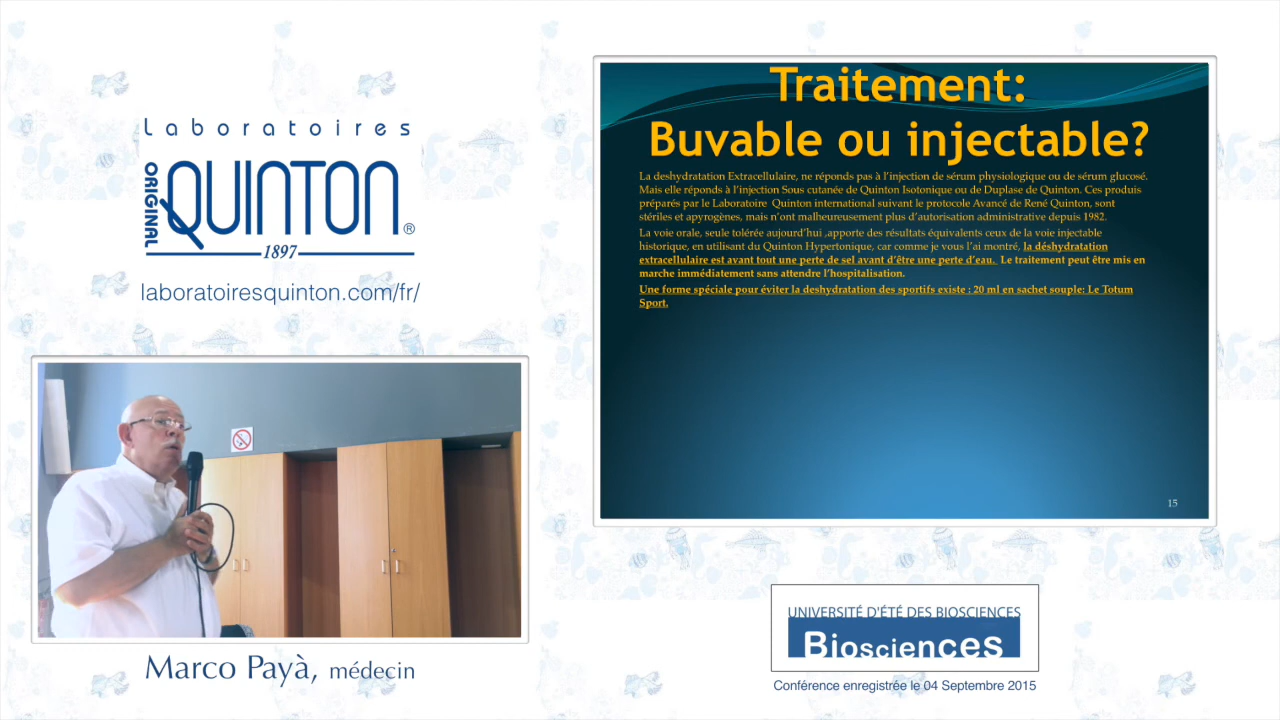 Laboratoires
ORIGINAL
QUINTON®
1897
laboratoiresquinton.com/fr/
Marco Payà, médecin
Traitement:
Buvable ou injectable?
La deshydratation Extracellulaire, ne réponds pas à l'injection de sérum physiologique ou de sérum glucosé.
Mais elle réponds à l'injection Sous cutanée de Quinton Isotonique ou de Duplase de Quinton. Ces produis
préparés par le Laboratoire Quinton international suivant le protocole Avancé de René Quinton, sont
stériles et apyrogènes, mais n'ont malheureusement plus d'autorisation administrative depuis 1982.
La voie orale, seule tolérée aujourd'hui ,apporte des résultats équivalents ceux de la voie injectable
historique, en utilisant du Quinton Hypertonique, car comme je vous l'ai montré, la déshydratation
extracellulaire est avant tout une perte de sel avant d'être une perte d'eau. Le traitement peut être mis en
marche immédiatement sans attendre l'hospitalisation.
Une forme spéciale pour éviter la deshydratation des sportifs existe : 20 ml en sachet souple: Le Totum
Sport.
15
UNIVERSITÉ D'ÉTÉ DES BIOSCIENCES
Biosciences
Conférence enregistrée le 04 Septembre 2015